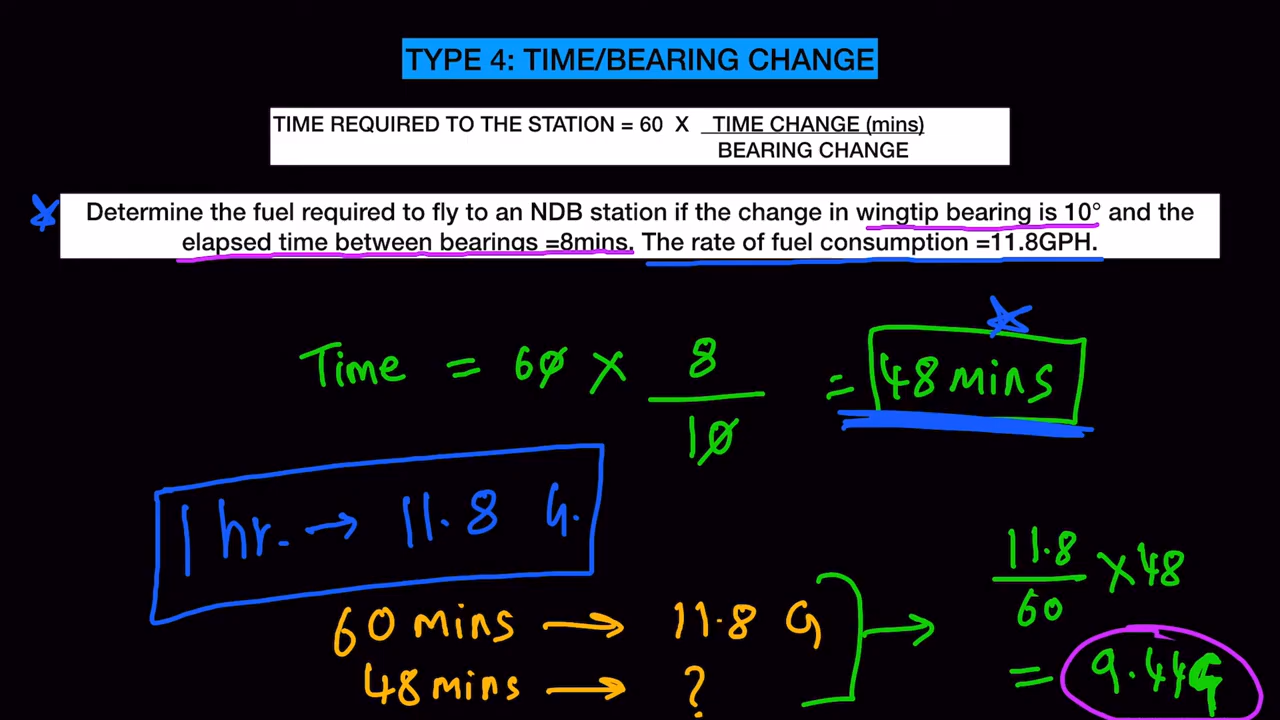 TYPE 4: TIME/BEARING CHANGE
TIME REQUIRED TO THE STATION = 60 X TIME CHANGE (mins)
BEARING CHANGE
Determine the fuel required to fly to an NDB station if the change in wingtip bearing is 10° and the
elapsed time between bearings =8mins. The rate of fuel consumption =11.8GPH.
Time = 60 X 8
10
= 48 mins
1 hr. → 11.8 G.
60 mins → 11.8 G
48 mins → ?
11.8
60
X 48
= 9.44G